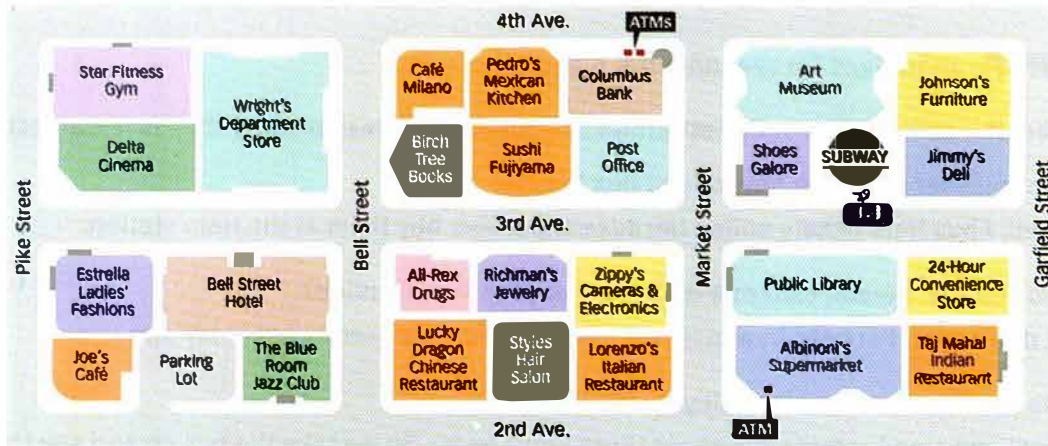 4th Ave.
ATMs
Star Fitness
Gym
Delta
Cinema
Wright's
Department
Store
Café
Milano
Pedro's
Mexican
Kitchen
Columbus
Bank
Birch
Tree
Books
Sushi
Fujiyama
Post
Office
Art
Museum
Johnson's
Furniture
Shoes
Galore
SUBWAY
Jimmy's
Deli
Pike Street
Bell Street
Market Street
Garfield Street
3rd Ave.
Estrella
Ladies'
Fashions
Bell Street
Hotel
Joe's
Café
Parking
Lot
The Blue
Room
Jazz Club
All-Rex
Drugs
Richman's
Jewelry
Zippy's
Cameras &
Electronics
Lucky
Dragon
Chinese
Restaurant
Styles
Hair
Salon
Lorenzo's
Italian
Restaurant
Public Library
24-Hour
Convenience
Store
Albinoni's
Supermarket
Taj Mahal
Indian
Restaurant
ATM
2nd Ave.